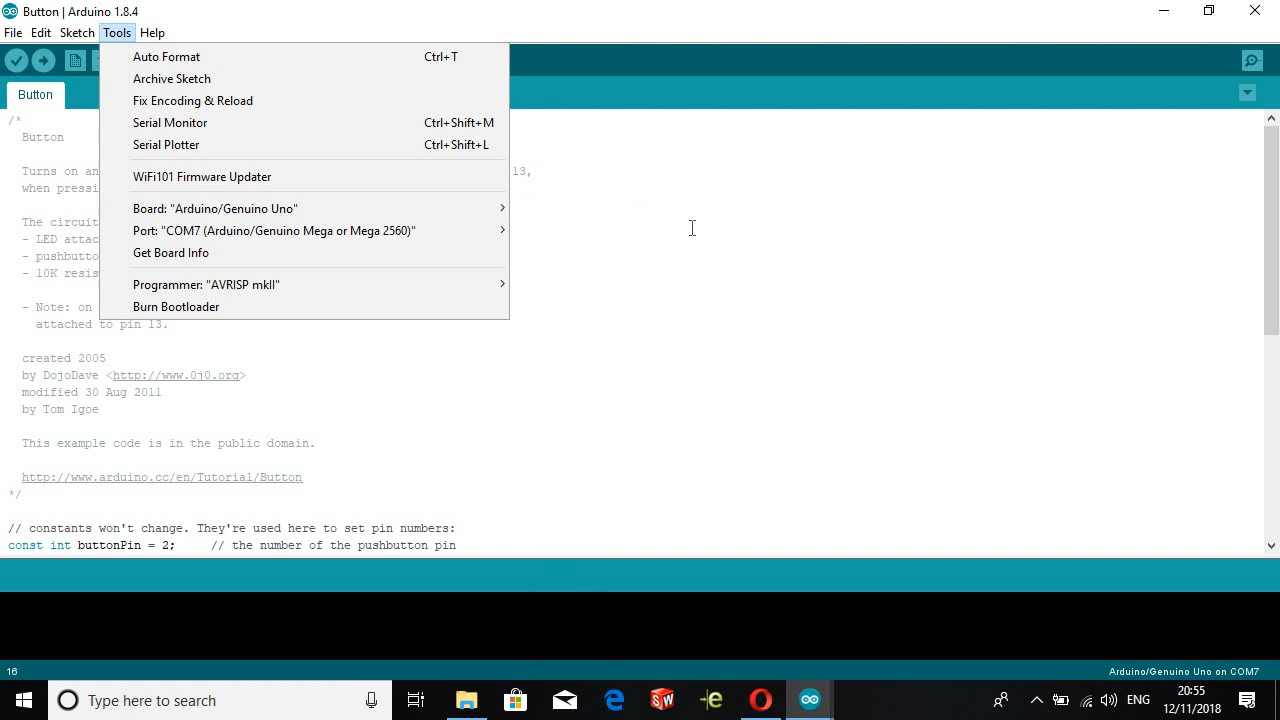 Button | Arduino 1.8.4
File Edit Sketch Tools Help
Auto Format Ctrl+T
Archive Sketch
Fix Encoding & Reload
Serial Monitor Ctrl+Shift+M
Serial Plotter Ctrl+Shift+L
WiFi101 Firmware Updater
Board: "Arduino/Genuino Uno"
Port: "COM7 (Arduino/Genuino Mega or Mega 2560)"
Get Board Info
Programmer: "AVRISP mkII"
Burn Bootloader
Button
/*
Button
Turns on an 13,
when pressi
The circuit
- LED attac
- pushbutto
- 10K resis
- Note: on
attached to pin 13.
created 2005
by DojoDave <http://www.0j0.org>
modified 30 Aug 2011
by Tom Igoe
This example code is in the public domain.
http://www.arduino.cc/en/Tutorial/Button
*/
// constants won't change. They're used here to set pin numbers:
const int buttonPin = 2;     // the number of the pushbutton pin
16 Arduino/Genuino Uno on COM7
Type here to search
ENG
20:55
12/11/2018